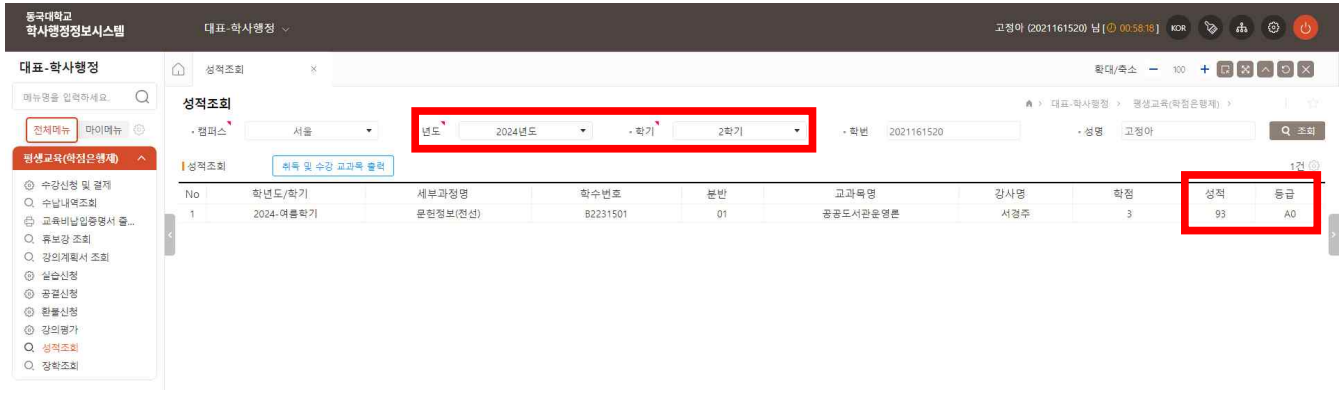 동국대학교
학사행정정보시스템
대표-학사행정
고정아 (2021161520) 님 [00:58:18] KOR
대표-학사행정
성적조회 ×
확대/축소 − 100 +
메뉴명을 입력하세요.
전체메뉴 마이메뉴
평생교육(학점은행제)
수강신청 및 결제
수납내역조회
교육비납입증명서 출...
휴보강 조회
강의계획서 조회
실습신청
공결신청
환불신청
강의평가
성적조회
장학조회
성적조회
대표-학사행정 > 평생교육(학점은행제) >
캠퍼스 서울 년도 2024년도 학기 2학기 학번 2021161520 성명 고정아 조회
성적조회 취득 및 수강 교과목 출력 1건
No 학년도/학기 세부과정명 학수번호 분반 교과목명 강사명 학점 성적 등급
1 2024-여름학기 문헌정보(전선) B2231501 01 공공도서관운영론 서경주 3 93 A0